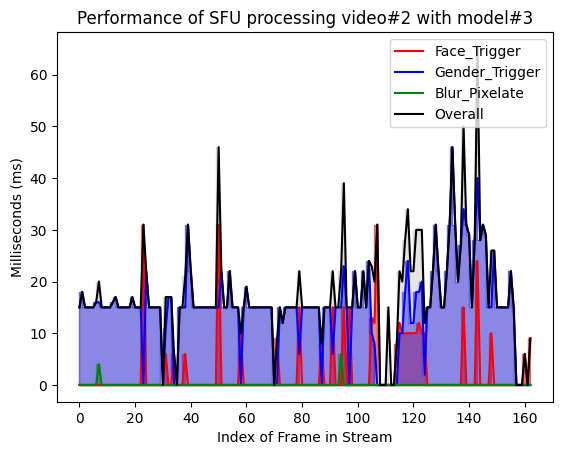 Performance of SFU processing video#2 with model#3
Face_Trigger
Gender_Trigger
Blur_Pixelate
Overall
Milliseconds (ms)
60
50
40
30
20
10
0
0 20 40 60 80 100 120 140 160
Index of Frame in Stream